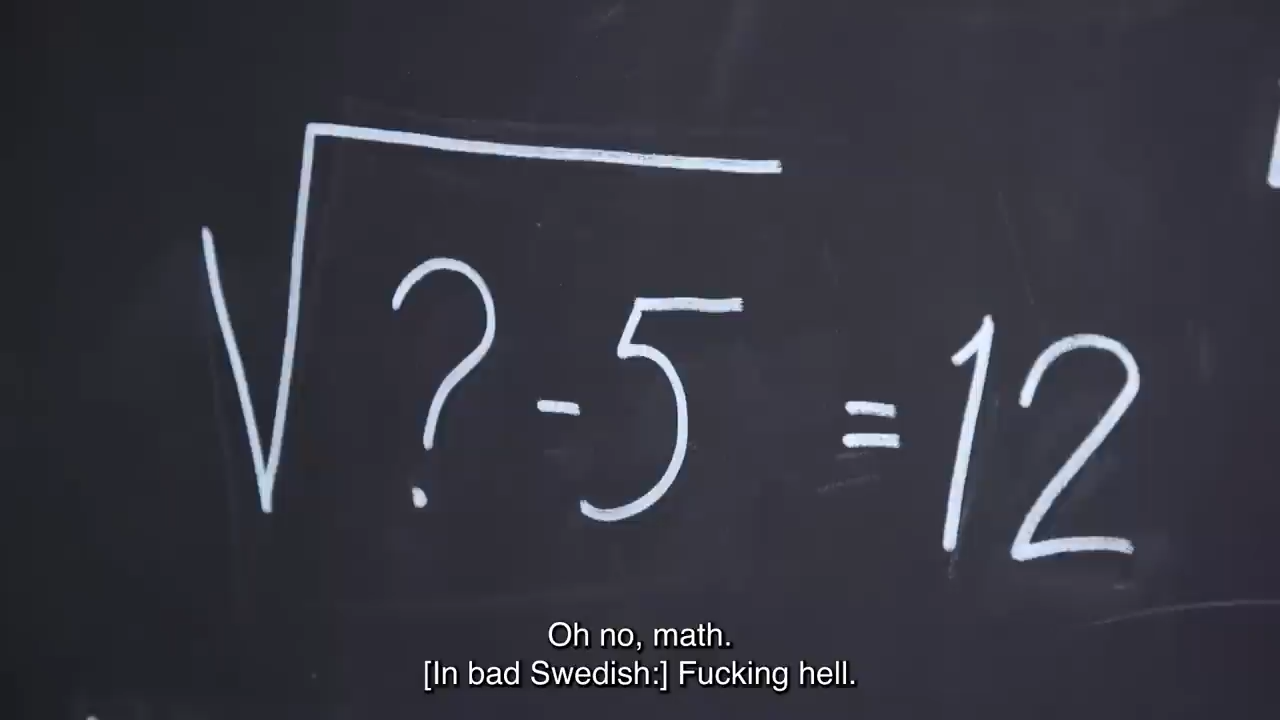 √? - 5 = 12
Oh no, math.
[In bad Swedish:] Fucking hell.